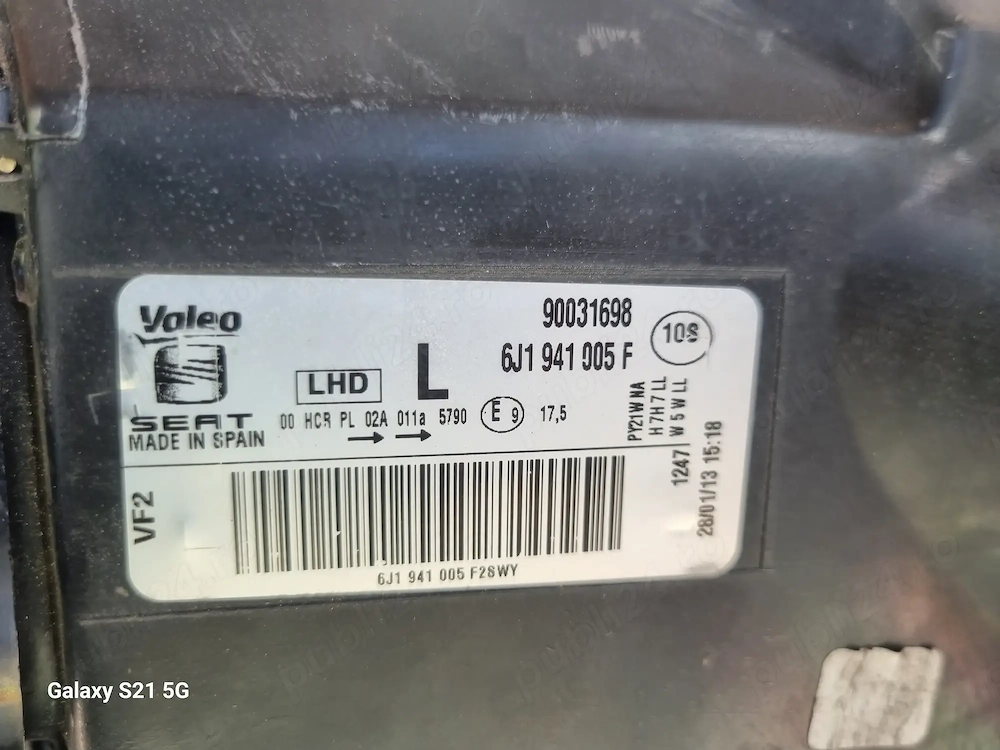 Valeo
90031698
10S
6J1 941 005 F
LHD
L
SEAT
00 HCR PL 02A 011a 5790
E 9
17,5
MADE IN SPAIN
PY21W NA
H7H7 LL
W5W LL
1247
28/01/13 15:18
VF2
6J1 941 005 F28WY
Galaxy S21 5G